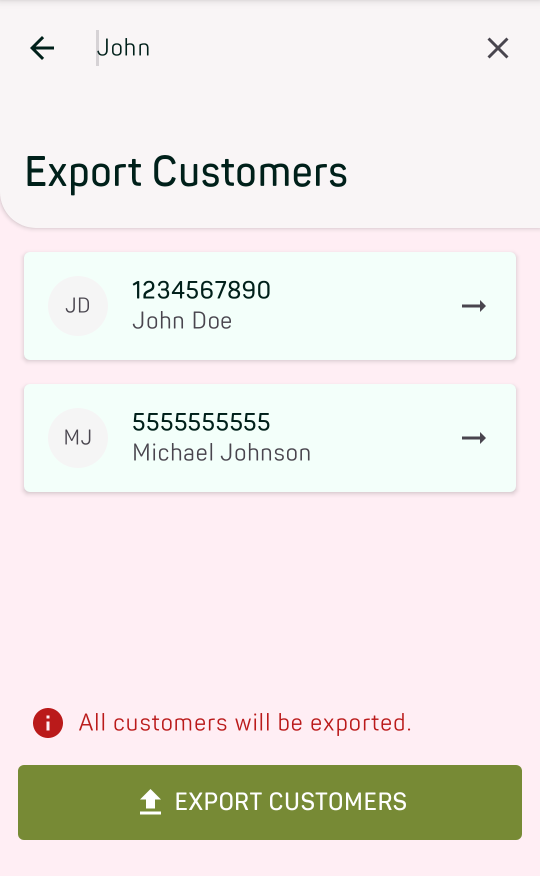 John
Export Customers
JD
1234567890
John Doe
MJ
5555555555
Michael Johnson
All customers will be exported.
EXPORT CUSTOMERS